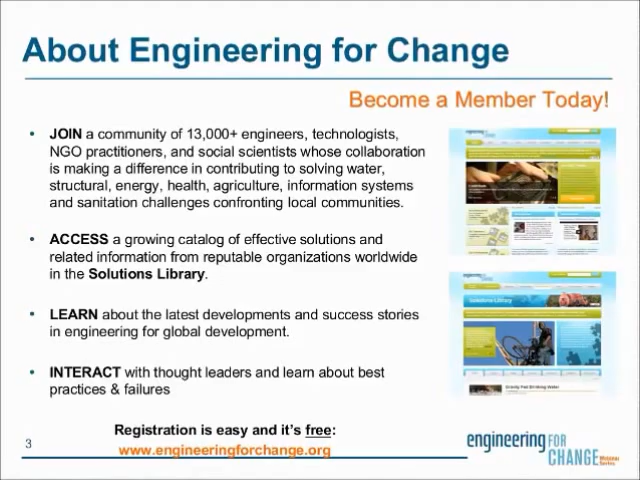 About Engineering for Change
Become a Member Today!
• JOIN a community of 13,000+ engineers, technologists,
NGO practitioners, and social scientists whose collaboration
is making a difference in contributing to solving water,
structural, energy, health, agriculture, information systems
and sanitation challenges confronting local communities.
• ACCESS a growing catalog of effective solutions and
related information from reputable organizations worldwide
in the Solutions Library.
Solutions Library
• LEARN about the latest developments and success stories
in engineering for global development.
• INTERACT with thought leaders and learn about best
practices & failures
Registration is easy and it's free:
www.engineeringforchange.org
3
engineering FOR
CHANGE Webinar
Series